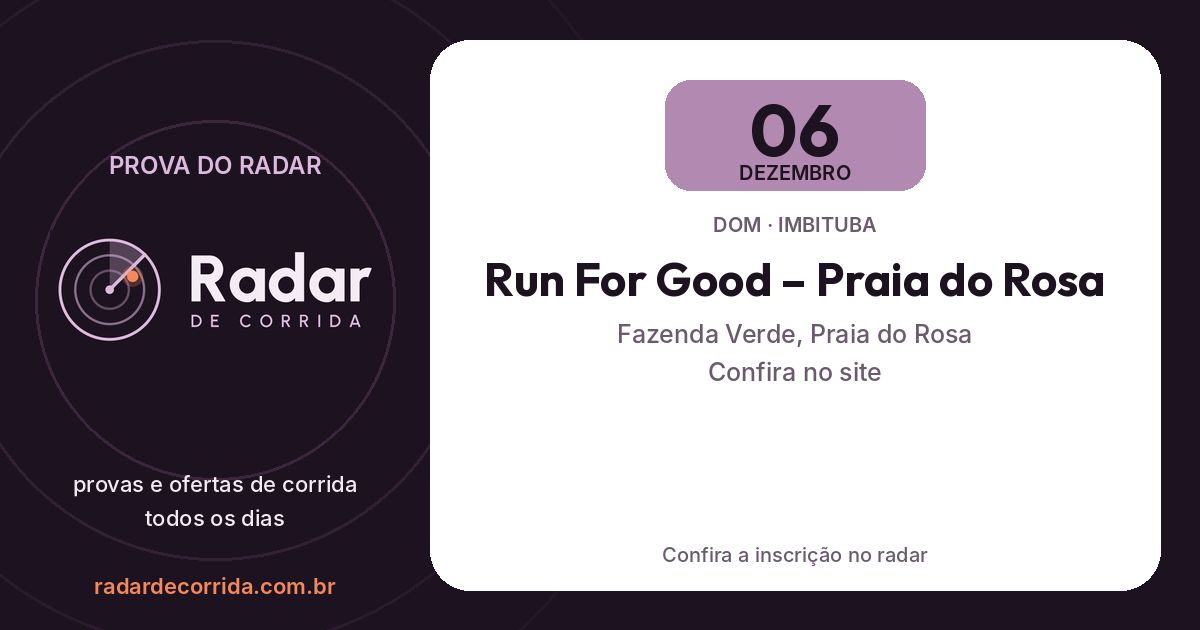 PROVA DO RADAR
Radar
DE CORRIDA
provas e ofertas de corrida
todos os dias
radardecorrida.com.br
06
DEZEMBRO
DOM · IMBITUBA
Run For Good – Praia do Rosa
Fazenda Verde, Praia do Rosa
Confira no site
Confira a inscrição no radar